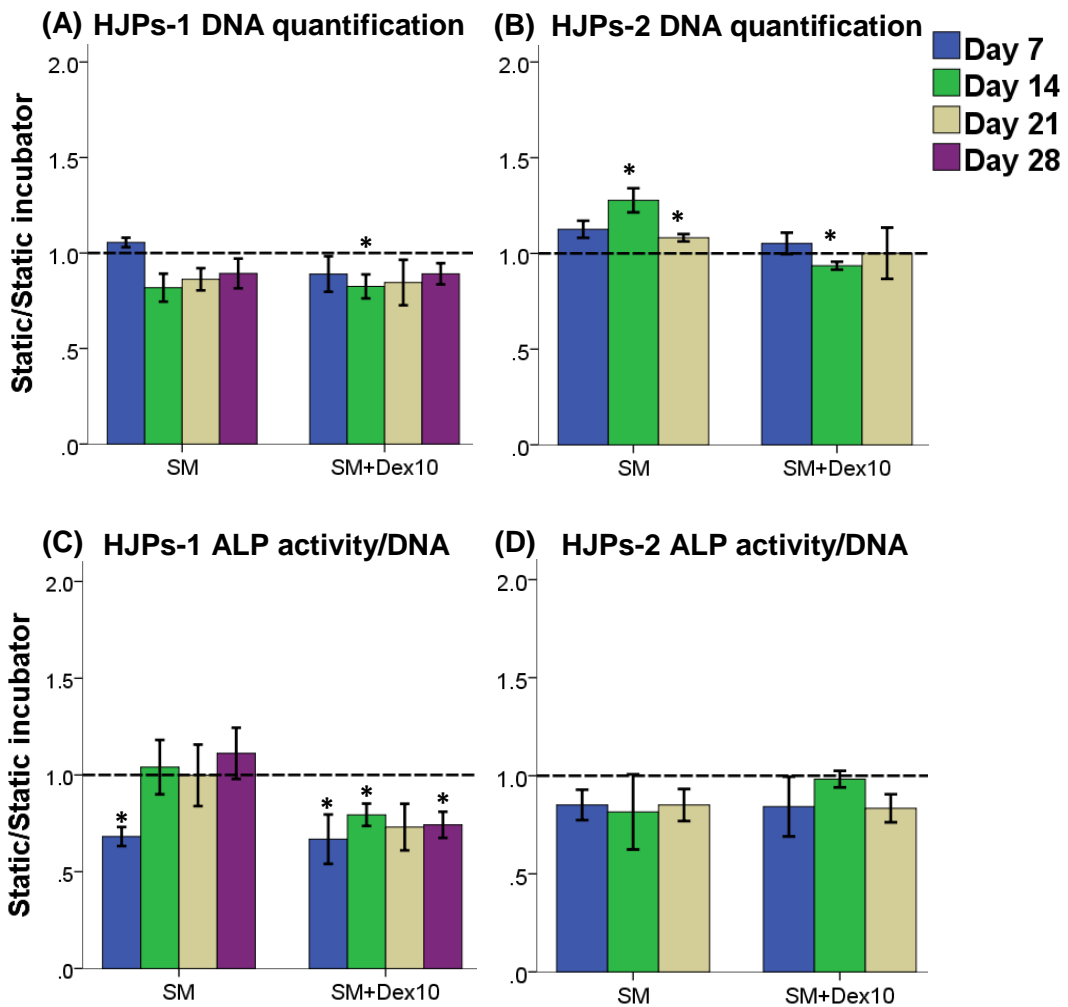 (A) HJPs-1 DNA quantification
Static/Static incubator
2.0
1.5
1.0
.5
.0
*
SM
SM+Dex10
(B) HJPs-2 DNA quantification
2.0
1.5
1.0
.5
.0
*
*
*
SM
SM+Dex10
Day 7
Day 14
Day 21
Day 28
(C) HJPs-1 ALP activity/DNA
Static/Static incubator
2.0
1.5
1.0
.5
.0
*
*
*
*
SM
SM+Dex10
(D) HJPs-2 ALP activity/DNA
2.0
1.5
1.0
.5
.0
SM
SM+Dex10